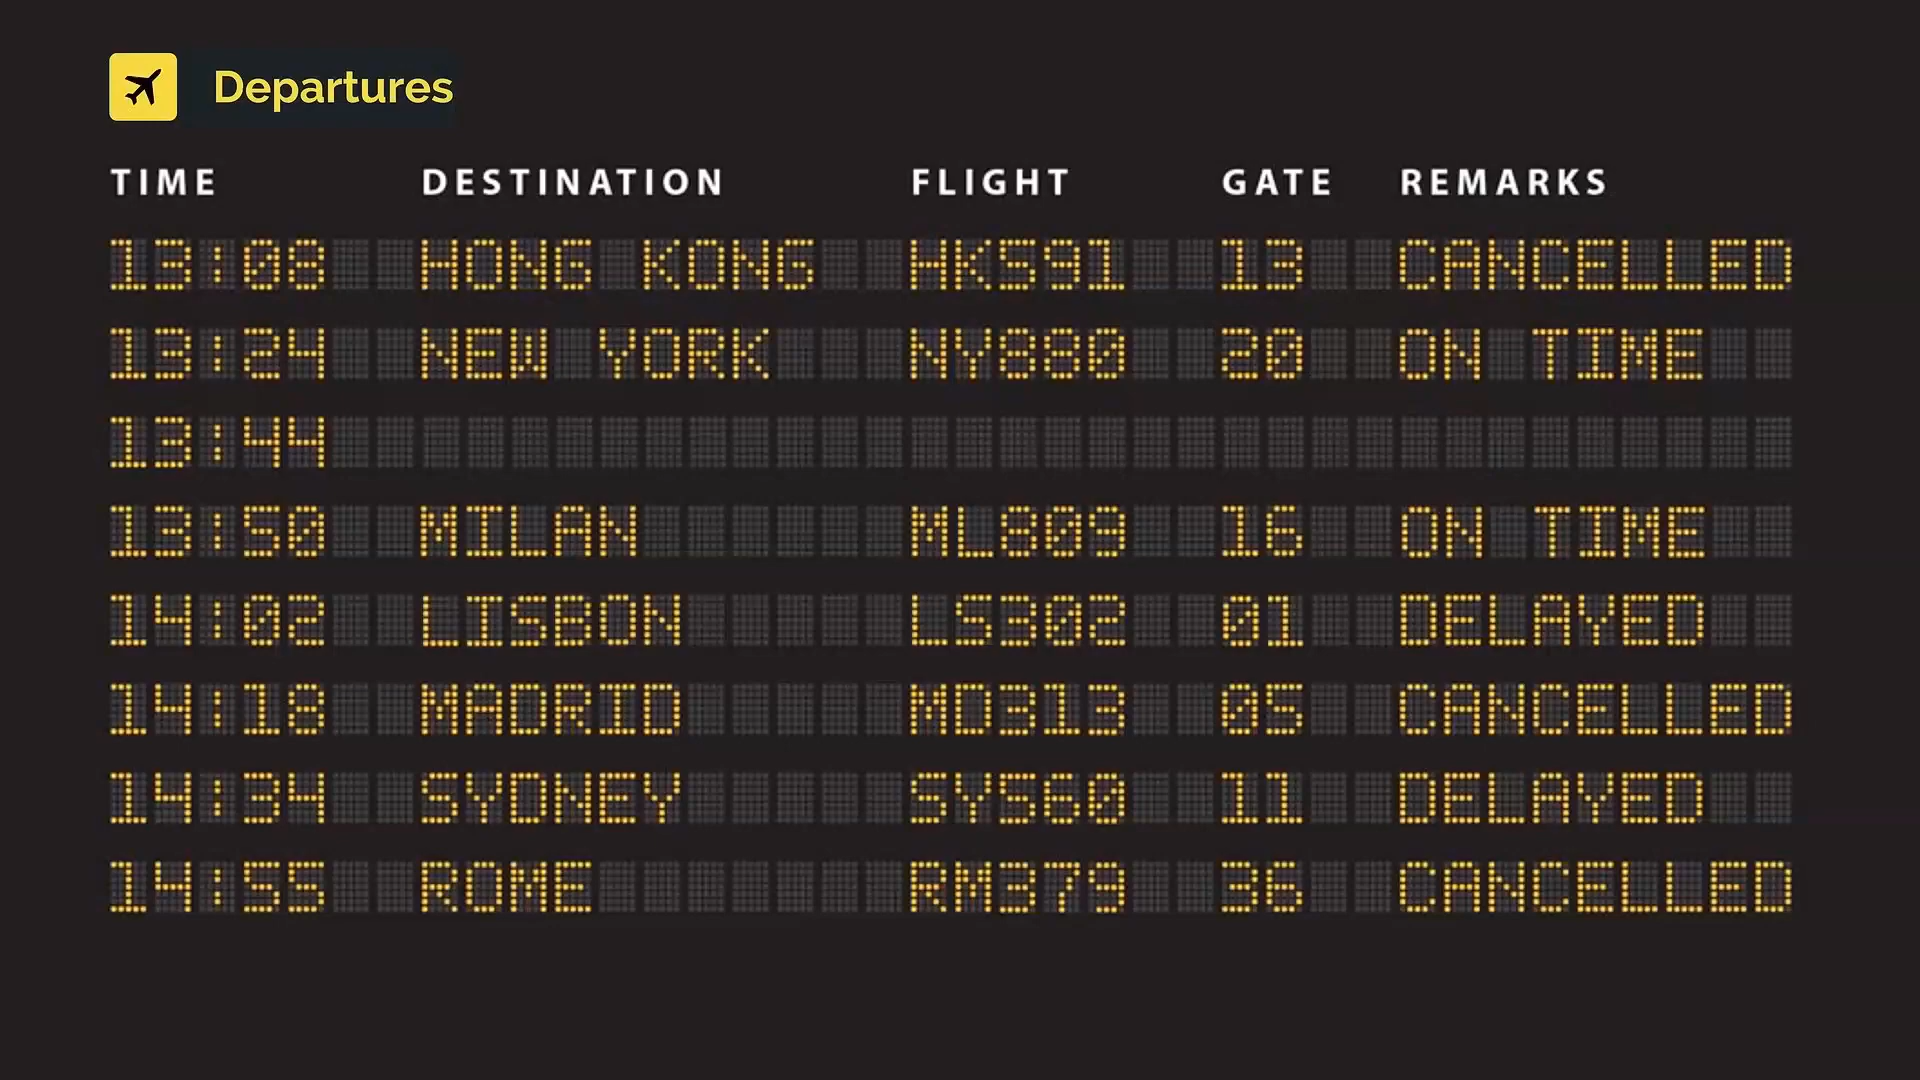 Departures
TIME DESTINATION FLIGHT GATE REMARKS
13:08 HONG KONG HK591 13 CANCELLED
13:24 NEW YORK NY880 20 ON TIME
13:44
13:50 MILAN ML809 16 ON TIME
14:02 LISBON LS302 01 DELAYED
14:18 MADRID MD313 05 CANCELLED
14:34 SYDNEY SY560 11 DELAYED
14:55 ROME RM379 36 CANCELLED